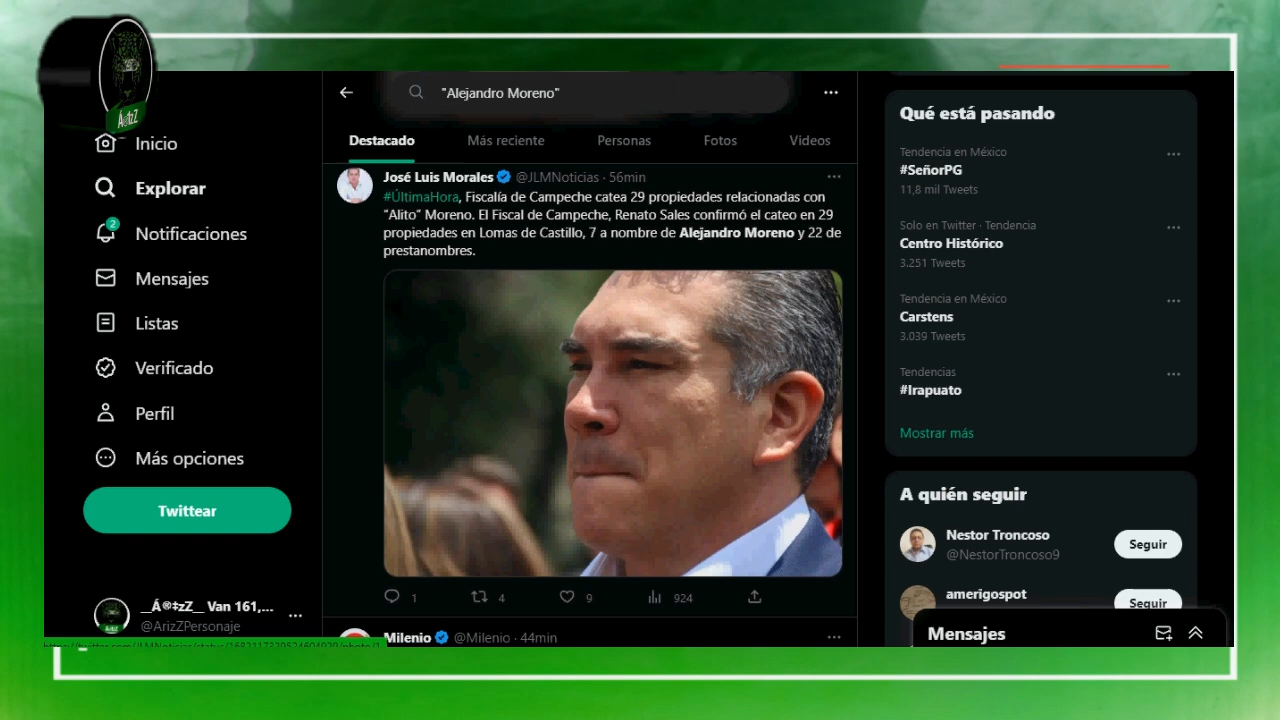 ÁrizZ
Inicio
Explorar
2
Notificaciones
Mensajes
Listas
Verificado
Perfil
Más opciones
Twittear
@ArizZPersonaje
"Alejandro Moreno"
Destacado
Más reciente
Personas
Fotos
Videos
José Luis Morales @JLMNoticias · 56min
#ÚltimaHora, Fiscalía de Campeche catea 29 propiedades relacionadas con
"Alito" Moreno. El Fiscal de Campeche, Renato Sales confirmó el cateo en 29
propiedades en Lomas de Castillo, 7 a nombre de Alejandro Moreno y 22 de
prestanombres.
1
4
9
924
Milenio @Milenio · 44min
Qué está pasando
Tendencia en México
#SeñorPG
11,8 mil Tweets
Solo en Twitter · Tendencia
Centro Histórico
3.251 Tweets
Tendencia en México
Carstens
3.039 Tweets
Tendencias
#Irapuato
Mostrar más
A quién seguir
Nestor Troncoso
@NestorTroncoso9
Seguir
amerigospot
Seguir
Mensajes